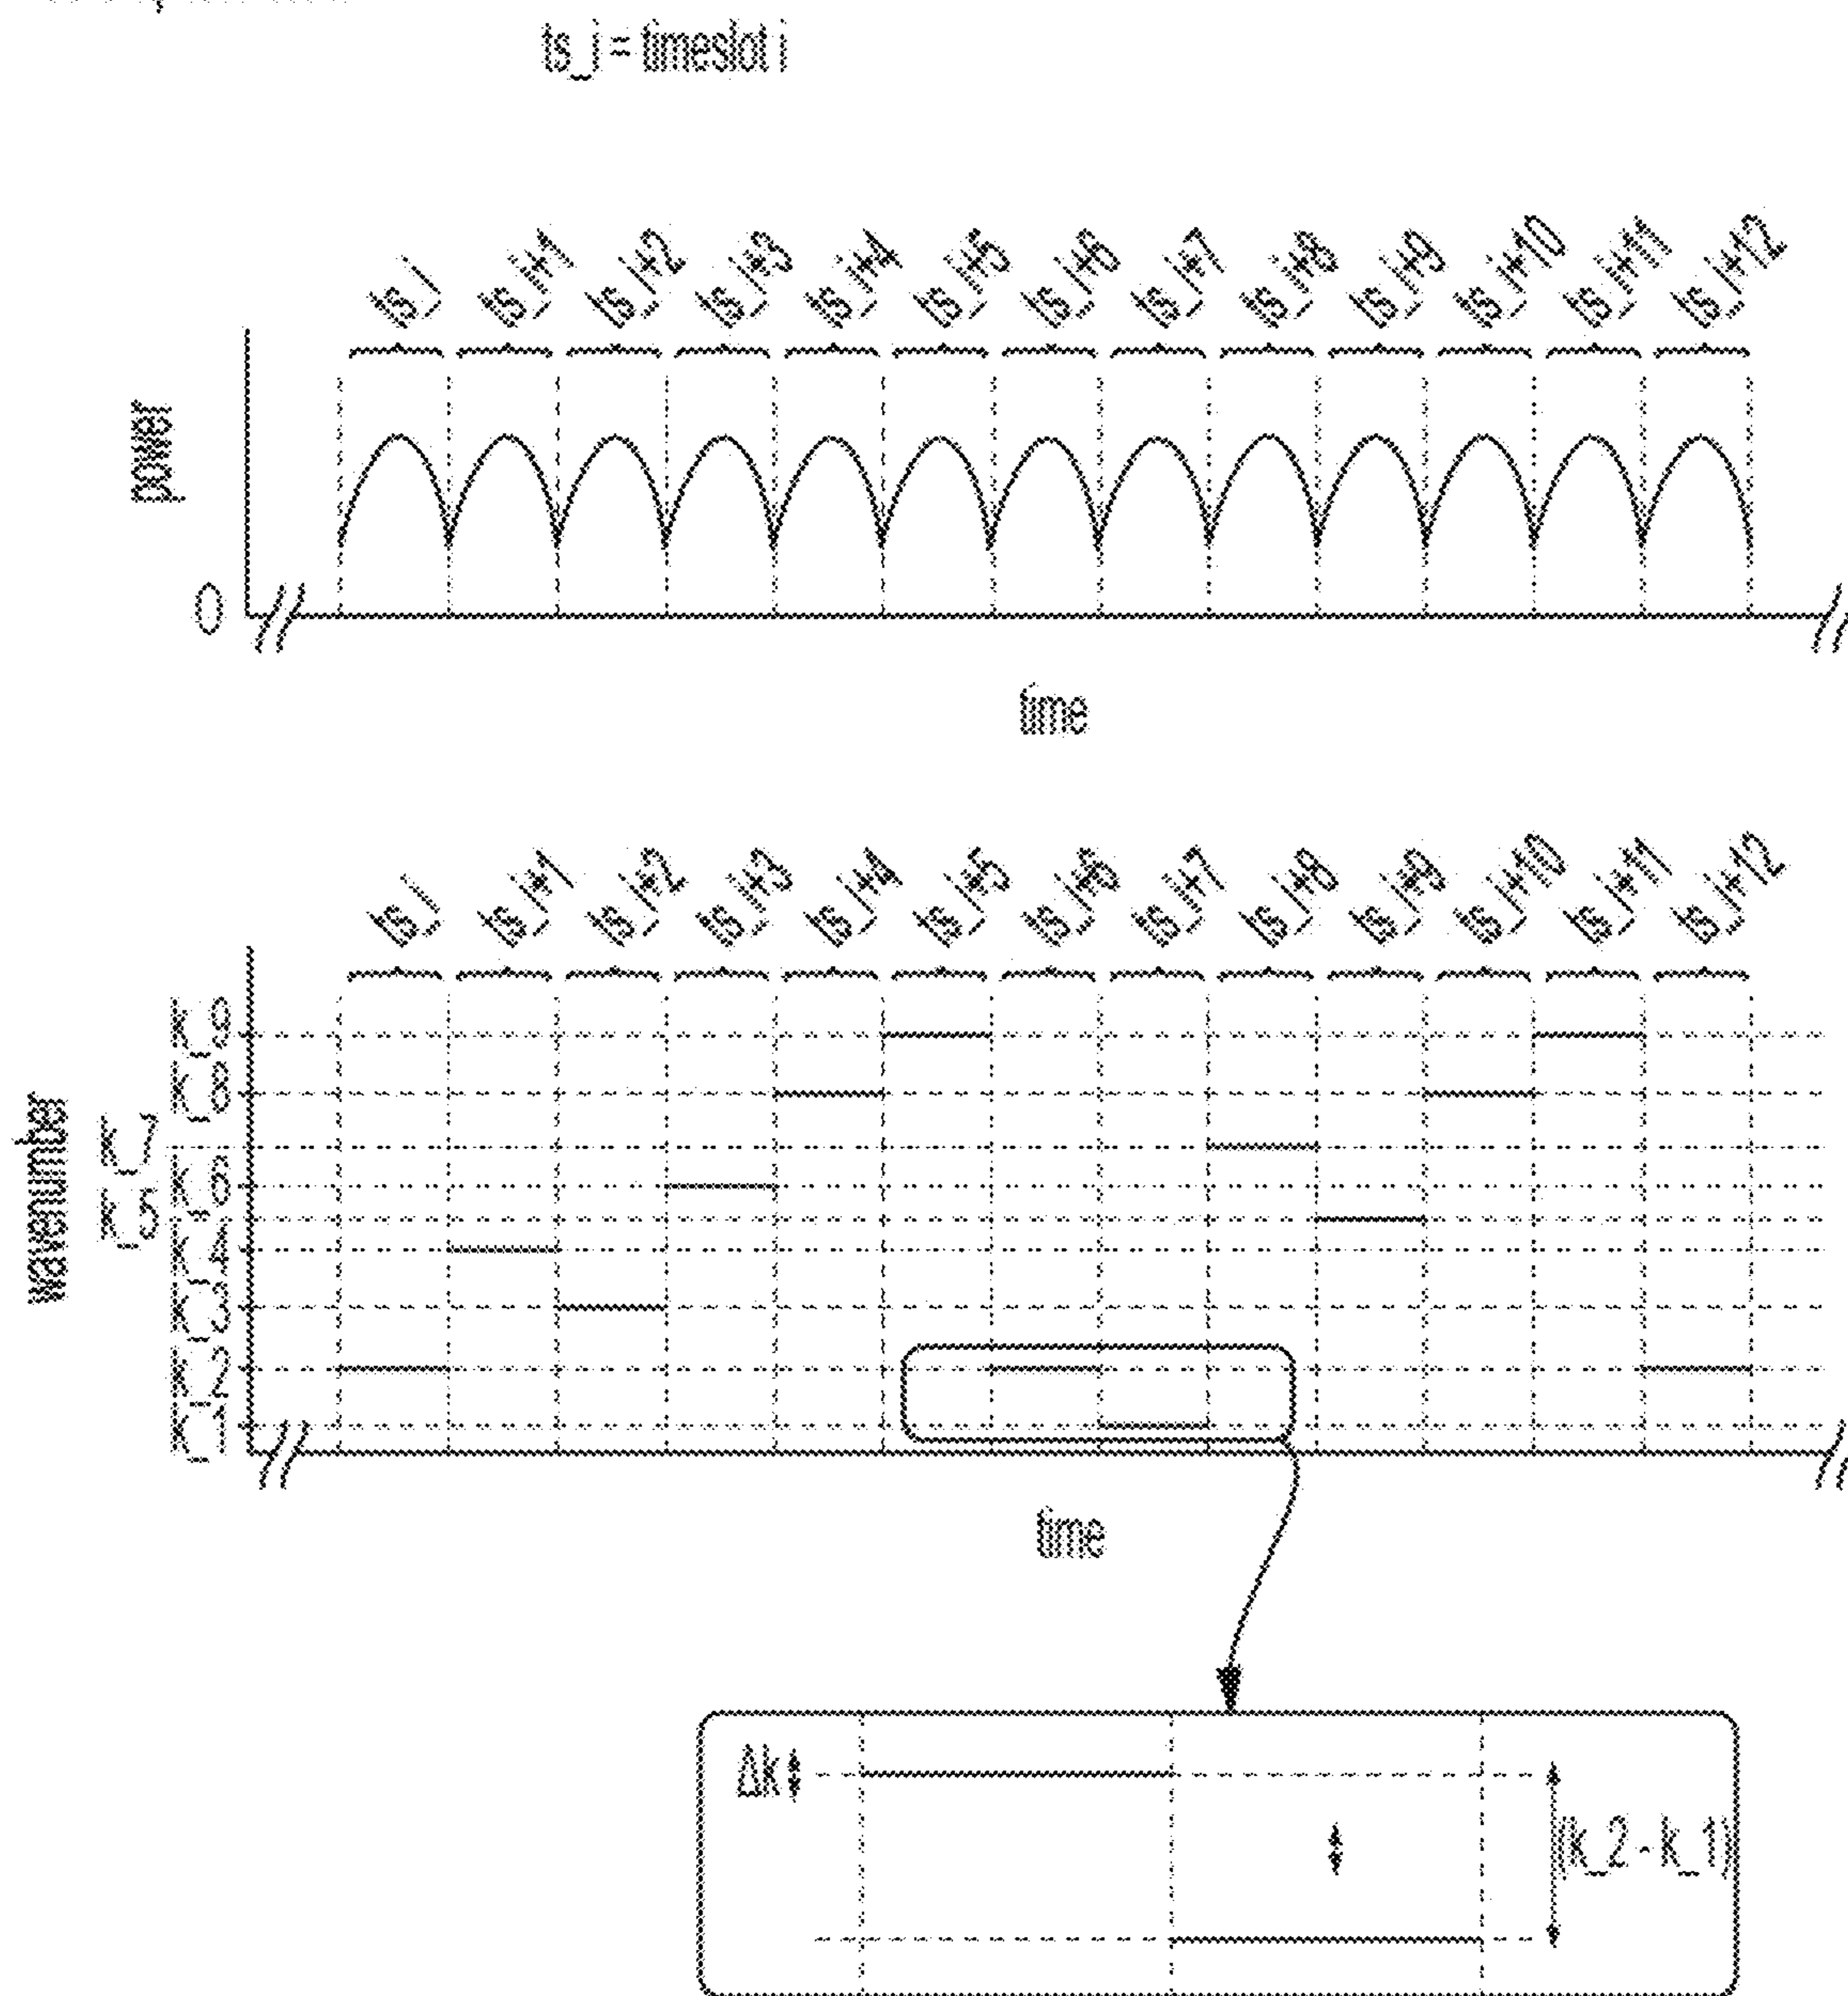 ts_i = timeslot i
ts_i ts_i+1 ts_i+2 ts_i+3 ts_i+4 ts_i+5 ts_i+6 ts_i+7 ts_i+8 ts_i+9 ts_i+10 ts_i+11 ts_i+12
power
0
time
ts_i ts_i+1 ts_i+2 ts_i+3 ts_i+4 ts_i+5 ts_i+6 ts_i+7 ts_i+8 ts_i+9 ts_i+10 ts_i+11 ts_i+12
wavenumber
k_9
k_8
k_7
k_6
k_5
k_4
k_3
k_2
k_1
time
Δk
(k_2 - k_1)